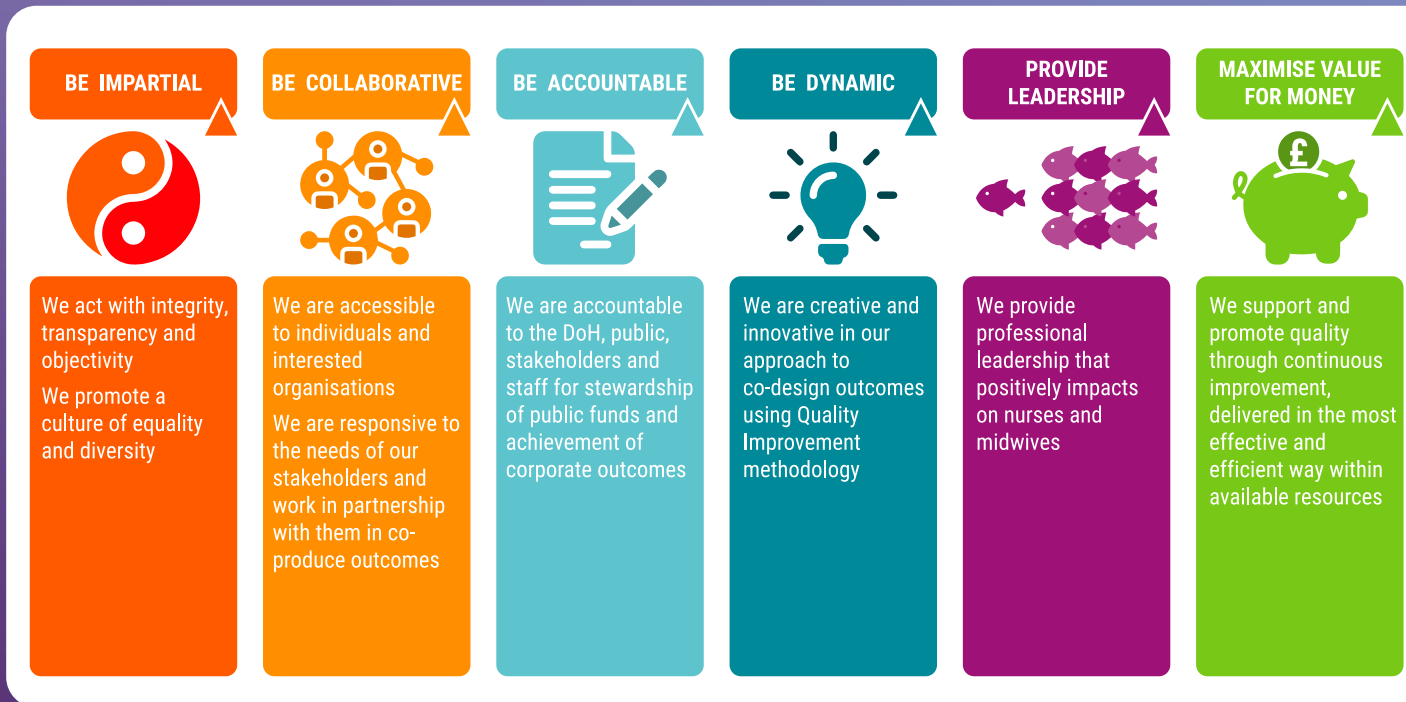 BE IMPARTIAL
We act with integrity,
transparency and
objectivity
We promote a
culture of equality
and diversity
BE COLLABORATIVE
We are accessible
to individuals and
interested
organisations
We are responsive to
the needs of our
stakeholders and
work in partnership
with them in co-
produce outcomes
BE ACCOUNTABLE
We are accountable
to the DoH, public,
stakeholders and
staff for stewardship
of public funds and
achievement of
corporate outcomes
BE DYNAMIC
We are creative and
innovative in our
approach to
co-design outcomes
using Quality
Improvement
methodology
PROVIDE
LEADERSHIP
We provide
professional
leadership that
positively impacts
on nurses and
midwives
MAXIMISE VALUE
FOR MONEY
£
We support and
promote quality
through continuous
improvement,
delivered in the most
effective and
efficient way within
available resources